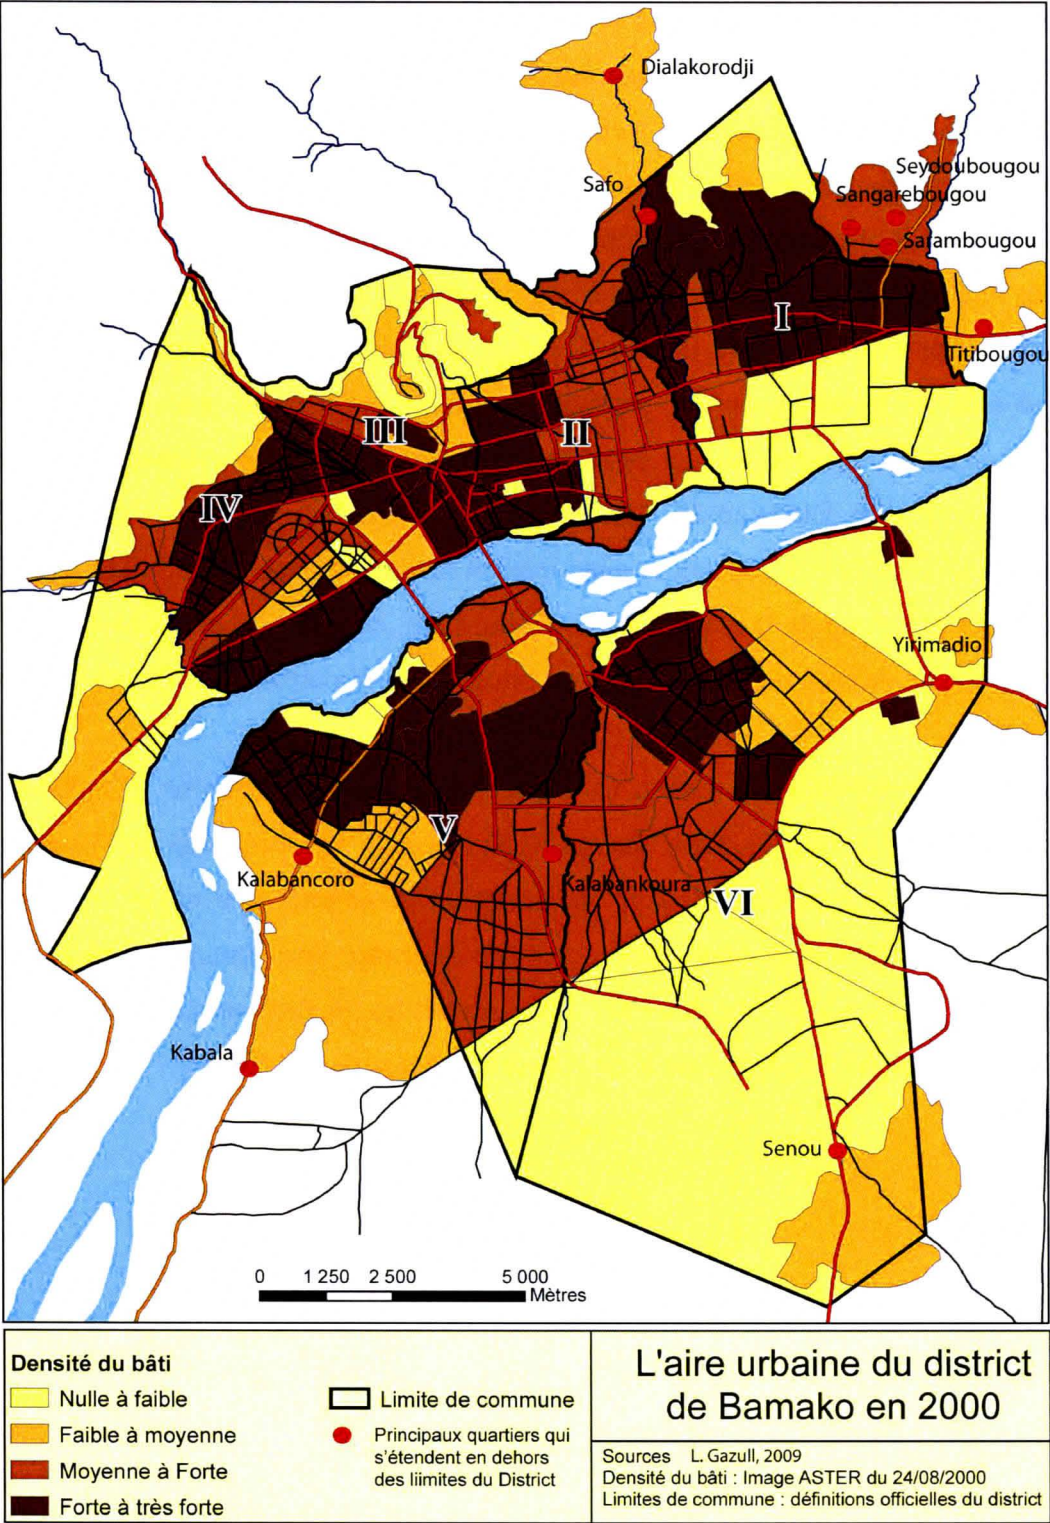 Dialakorodji
Safo
Seydoubougou
Sangarebougou
Sarambougou
I
Titibougou
III
II
IV
Yirimadio
V
Kalabancoro
Kalabankoura
VI
Kabala
Senou
0 1 250 2 500 5 000
Mètres
Densité du bâti
Nulle à faible
Faible à moyenne
Moyenne à Forte
Forte à très forte
Limite de commune
Principaux quartiers qui
s'étendent en dehors
des liimites du District
L'aire urbaine du district
de Bamako en 2000
Sources L. Gazull, 2009
Densité du bâti : Image ASTER du 24/08/2000
Limites de commune : définitions officielles du district